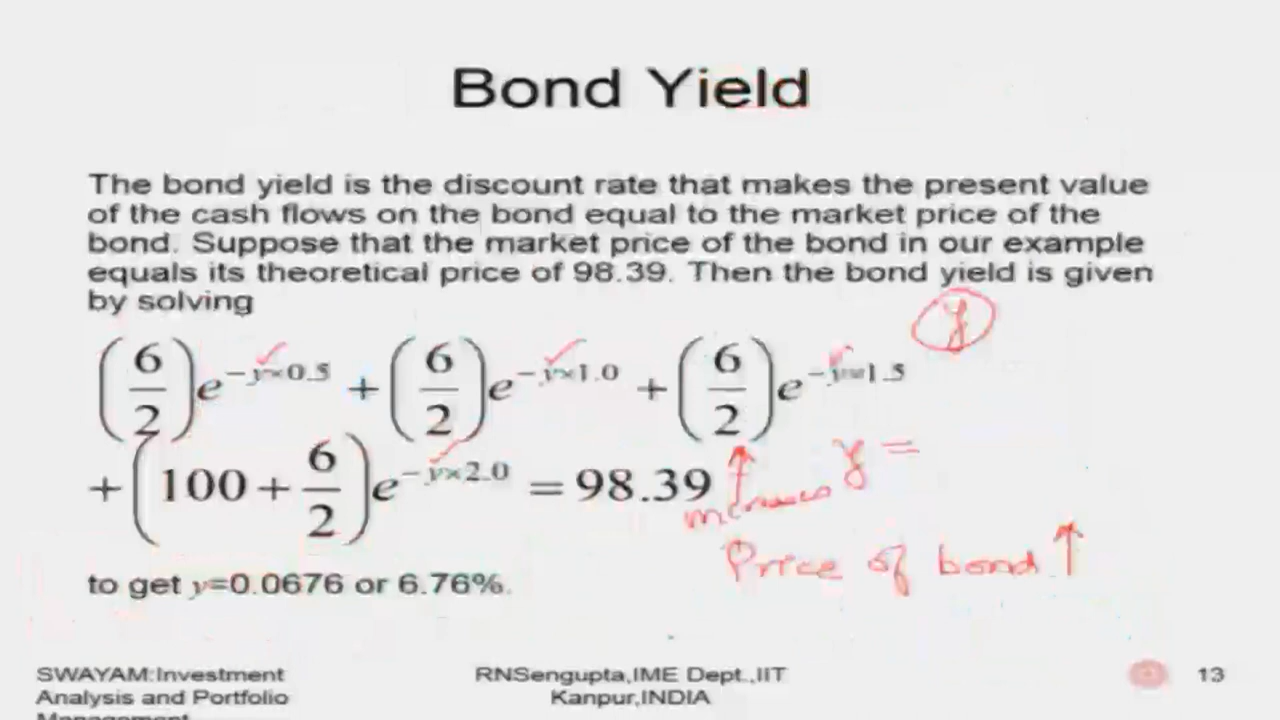 Bond Yield
The bond yield is the discount rate that makes the present value
of the cash flows on the bond equal to the market price of the
bond. Suppose that the market price of the bond in our example
equals its theoretical price of 98.39. Then the bond yield is given
by solving
y
(6/2)e^{-y×0.5} + (6/2)e^{-y×1.0} + (6/2)e^{-y×1.5}
+ (100 + 6/2)e^{-y×2.0} = 98.39 ↑ y =
increases
Price of bond ↑
to get y=0.0676 or 6.76%.
SWAYAM:Investment
Analysis and Portfolio
Management
RNSengupta,IME Dept.,IIT
Kanpur,INDIA
13